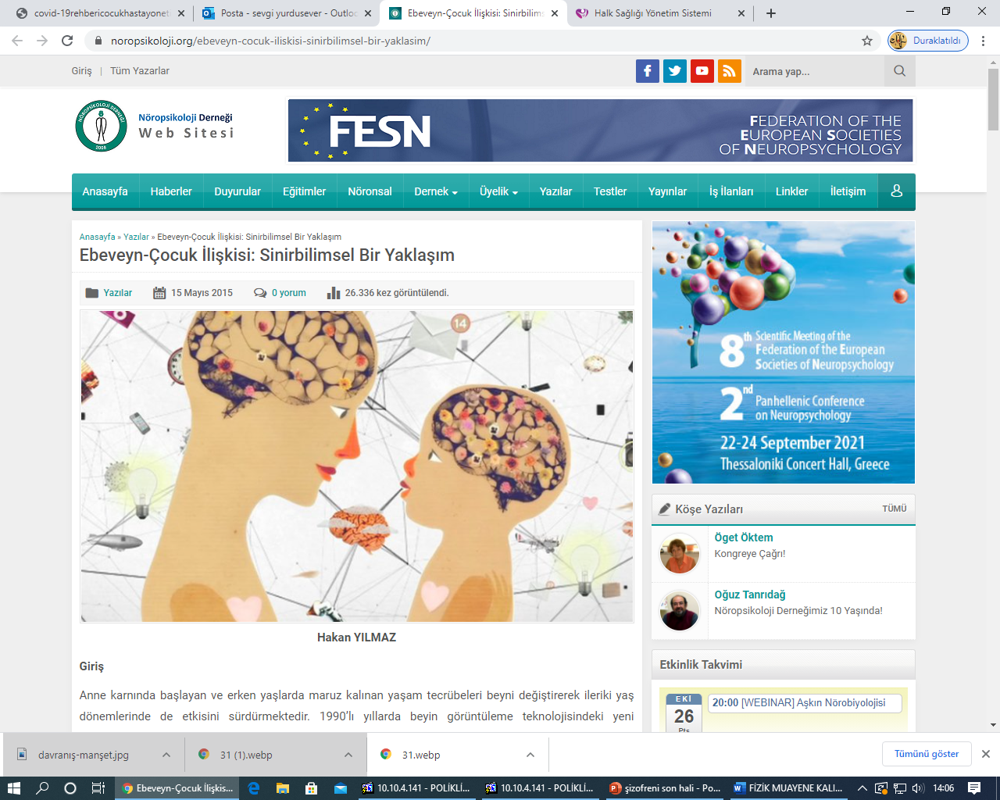 covid-19rehbericocukhastayoneti
Posta - sevgi yurdusever - Outloo
Ebeveyn-Çocuk İlişkisi: Sinirbilims
Halk Sağlığı Yönetim Sistemi
noropsikoloji.org/ebeveyn-cocuk-iliskisi-sinirbilimsel-bir-yaklasim/
Duraklatıldı
Giriş | Tüm Yazarlar
Arama yap...
NÖROPSİKOLOJİ DERNEĞİ
2008
Nöropsikoloji Derneği
Web Sitesi
FESN
FEDERATION OF THE
EUROPEAN SOCIETIES
OF NEUROPSYCHOLOGY
Anasayfa Haberler Duyurular Eğitimler Nöronsal Dernek Üyelik Yazılar Testler Yayınlar İş İlanları Linkler İletişim
Anasayfa » Yazılar » Ebeveyn-Çocuk İlişkisi: Sinirbilimsel Bir Yaklaşım
Ebeveyn-Çocuk İlişkisi: Sinirbilimsel Bir Yaklaşım
Yazılar 15 Mayıs 2015 0 yorum 26.336 kez görüntülendi.
14
Hakan YILMAZ
Giriş
Anne karnında başlayan ve erken yaşlarda maruz kalınan yaşam tecrübeleri beyni değiştirerek ileriki yaş
dönemlerinde de etkisini sürdürmektedir. 1990’lı yıllarda beyin görüntüleme teknolojisindeki yeni
8th Scientific Meeting of the
Federation of the European
Societies of Neuropsychology
2nd Panhellenic Conference
on Neuropsychology
22-24 September 2021
Thessaloniki Concert Hall, Greece
Köşe Yazıları TÜMÜ
Öget Öktem
Kongreye Çağrı!
Oğuz Tanrıdağ
Nöropsikoloji Derneğimiz 10 Yaşında!
Etkinlik Takvimi
EKİ
26
Pts
20:00 [WEBINAR] Aşkın Nörobiyolojisi
davranış-manşet.jpg
31 (1).webp
31.webp
Tümünü göster
Ebeveyn-Çocuk İlişkis...
10.10.4.141 - POLİKLİ...
10.10.4.141 - POLİKLİ...
şizofreni son hali - Po...
FİZİK MUAYENE KALI...
14:06